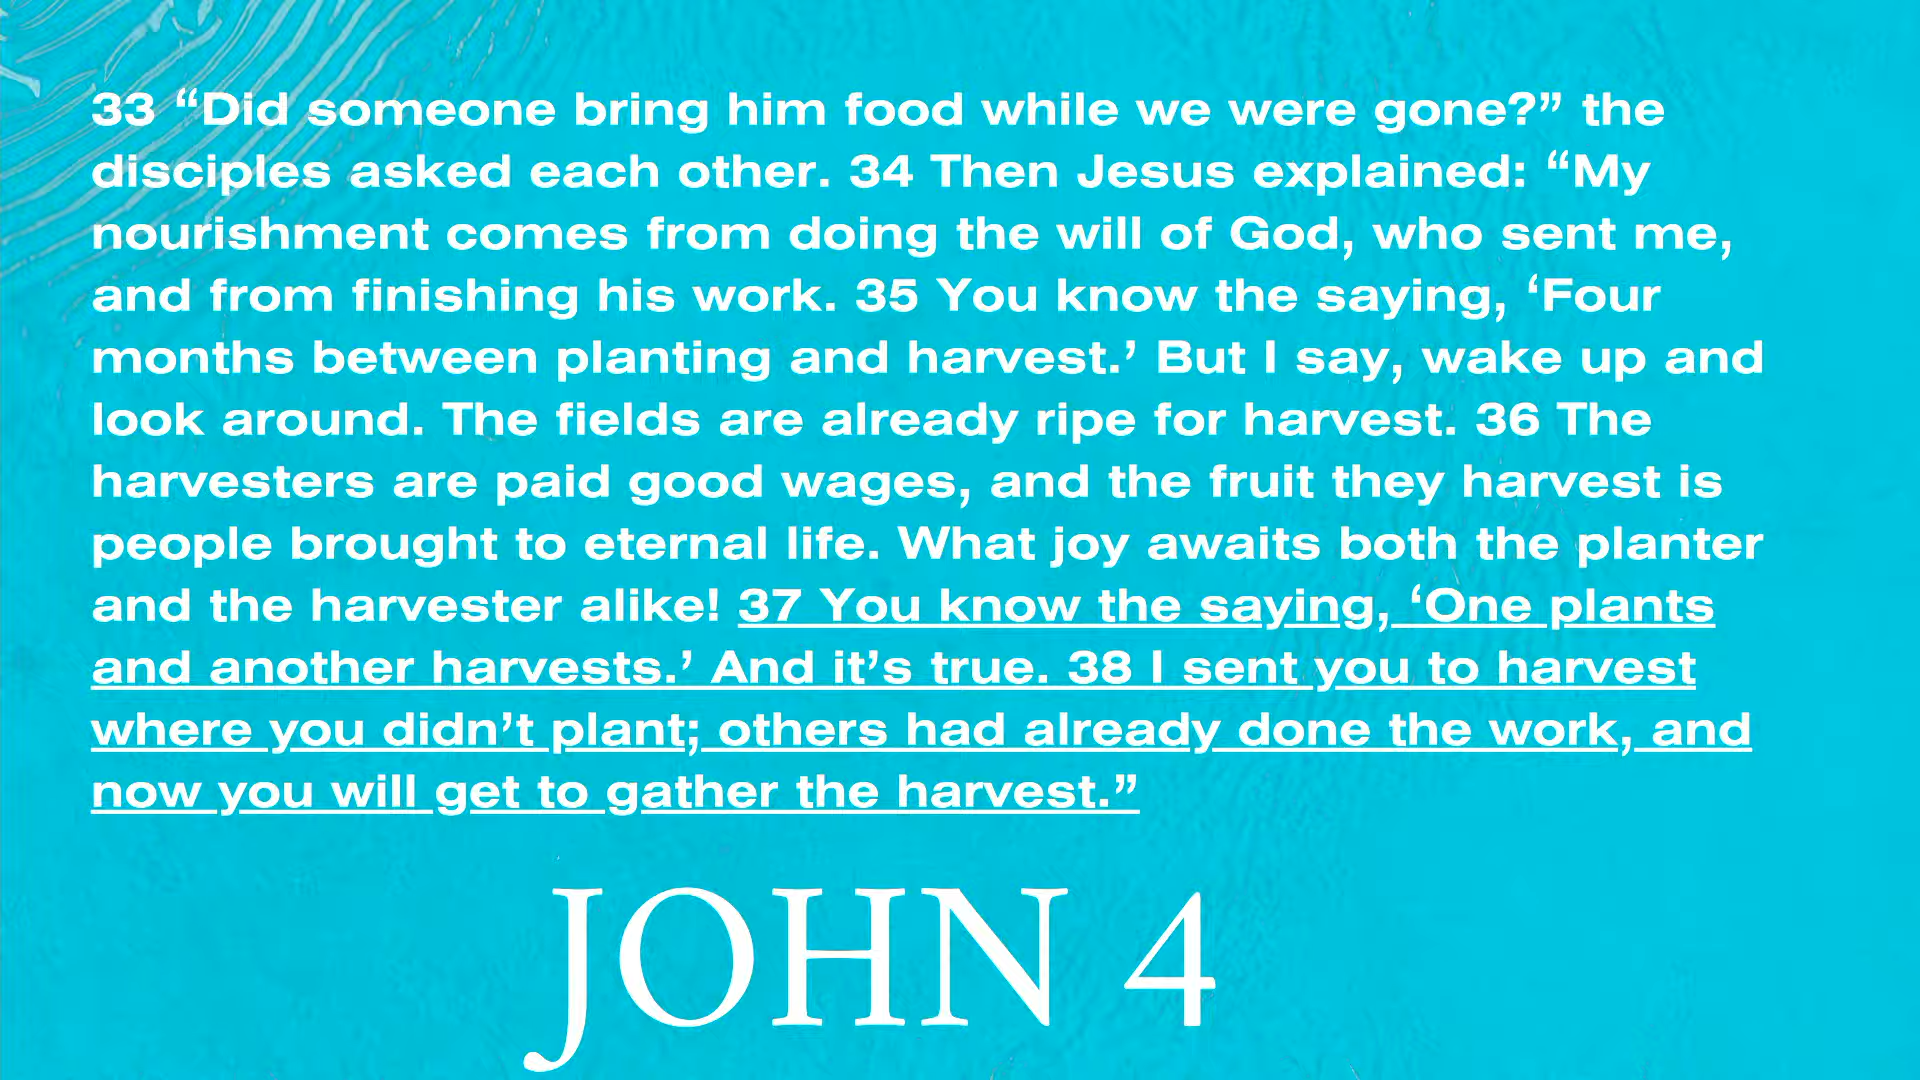 33 “Did someone bring him food while we were gone?” the
disciples asked each other. 34 Then Jesus explained: “My
nourishment comes from doing the will of God, who sent me,
and from finishing his work. 35 You know the saying, ‘Four
months between planting and harvest.’ But I say, wake up and
look around. The fields are already ripe for harvest. 36 The
harvesters are paid good wages, and the fruit they harvest is
people brought to eternal life. What joy awaits both the planter
and the harvester alike! 37 You know the saying, ‘One plants
and another harvests.’ And it’s true. 38 I sent you to harvest
where you didn’t plant; others had already done the work, and
now you will get to gather the harvest.”
JOHN 4